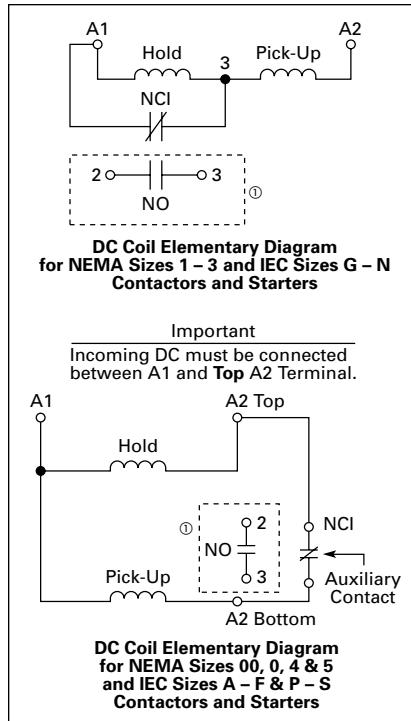 A1
A2
Hold
3
Pick-Up
NCI
2
3
①
NO
DC Coil Elementary Diagram
for NEMA Sizes 1 – 3 and IEC Sizes G – N
Contactors and Starters
Important
Incoming DC must be connected
between A1 and Top A2 Terminal.
A1
A2 Top
Hold
①
2
NCI
NO
3
Pick-Up
Auxiliary
Contact
A2 Bottom
DC Coil Elementary Diagram
for NEMA Sizes 00, 0, 4 & 5
and IEC Sizes A – F & P – S
Contactors and Starters